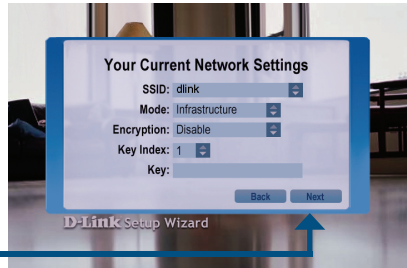 Your Current Network Settings
SSID: dlink
Mode: Infrastructure
Encryption: Disable
Key Index: 1
Key:
Back Next
D-Link Setup Wizard